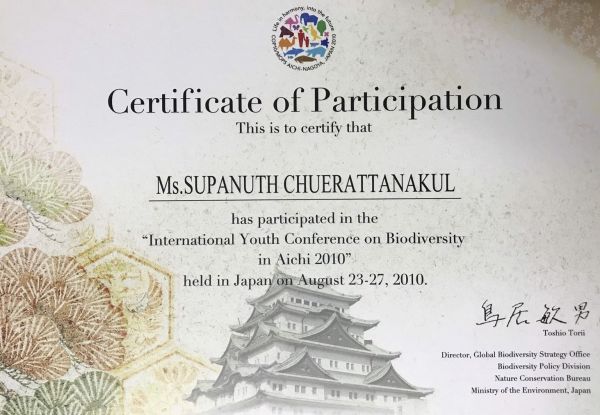 Life in harmony, into the future
COP10/MOP5 AICHI-NAGOYA, JAPAN 2010
Certificate of Participation
This is to certify that
Ms.SUPANUTH CHUERATTANAKUL
has participated in the
“International Youth Conference on Biodiversity
in Aichi 2010”
held in Japan on August 23-27, 2010.
鳥居敏男
Toshio Torii
Director, Global Biodiversity Strategy Office
Biodiversity Policy Division
Nature Conservation Bureau
Ministry of the Environment, Japan